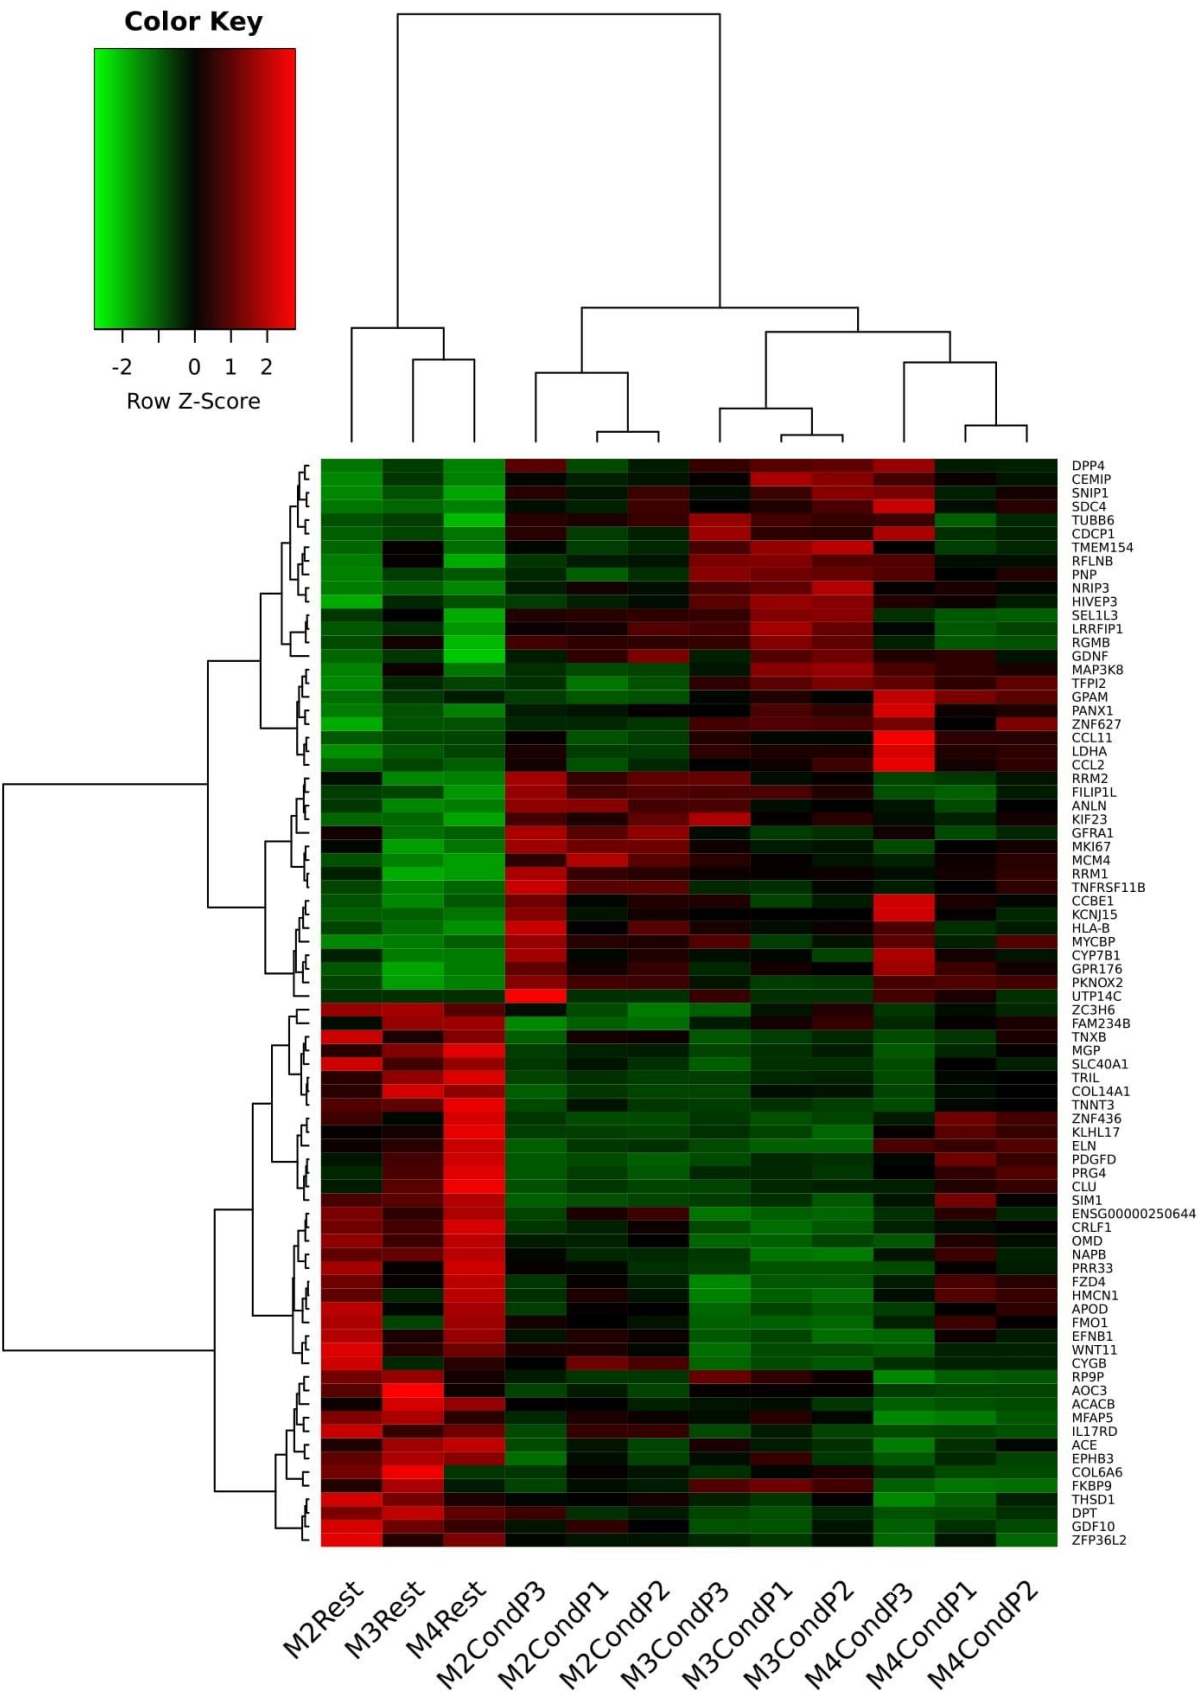 Color Key
-2 0 1 2
Row Z-Score
DPP4
CEMIP
SNIP1
SDC4
TUBB6
CDCP1
TMEM154
RFLNB
PNP
NRIP3
HIVEP3
SEL1L3
LRRFIP1
RGMB
GDNF
MAP3K8
TFPI2
GPAM
PANX1
ZNF627
CCL11
LDHA
CCL2
RRM2
FILIP1L
ANLN
KIF23
GFRA1
MKI67
MCM4
RRM1
TNFRSF11B
CCBE1
KCNJ15
HLA-B
MYCBP
CYP7B1
GPR176
PKNOX2
UTP14C
ZC3H6
FAM234B
TNXB
MGP
SLC40A1
TRIL
COL14A1
TNNT3
ZNF436
KLHL17
ELN
PDGFD
PRG4
CLU
SIM1
ENSG00000250644
CRLF1
OMD
NAPB
PRR33
FZD4
HMCN1
APOD
FMO1
EFNB1
WNT11
CYGB
RP9P
AOC3
ACACB
MFAP5
IL17RD
ACE
EPHB3
COL6A6
FKBP9
THSD1
DPT
GDF10
ZFP36L2
M2Rest
M3Rest
M4Rest
M2CondP3
M2CondP1
M2CondP2
M3CondP3
M3CondP1
M3CondP2
M4CondP3
M4CondP1
M4CondP2